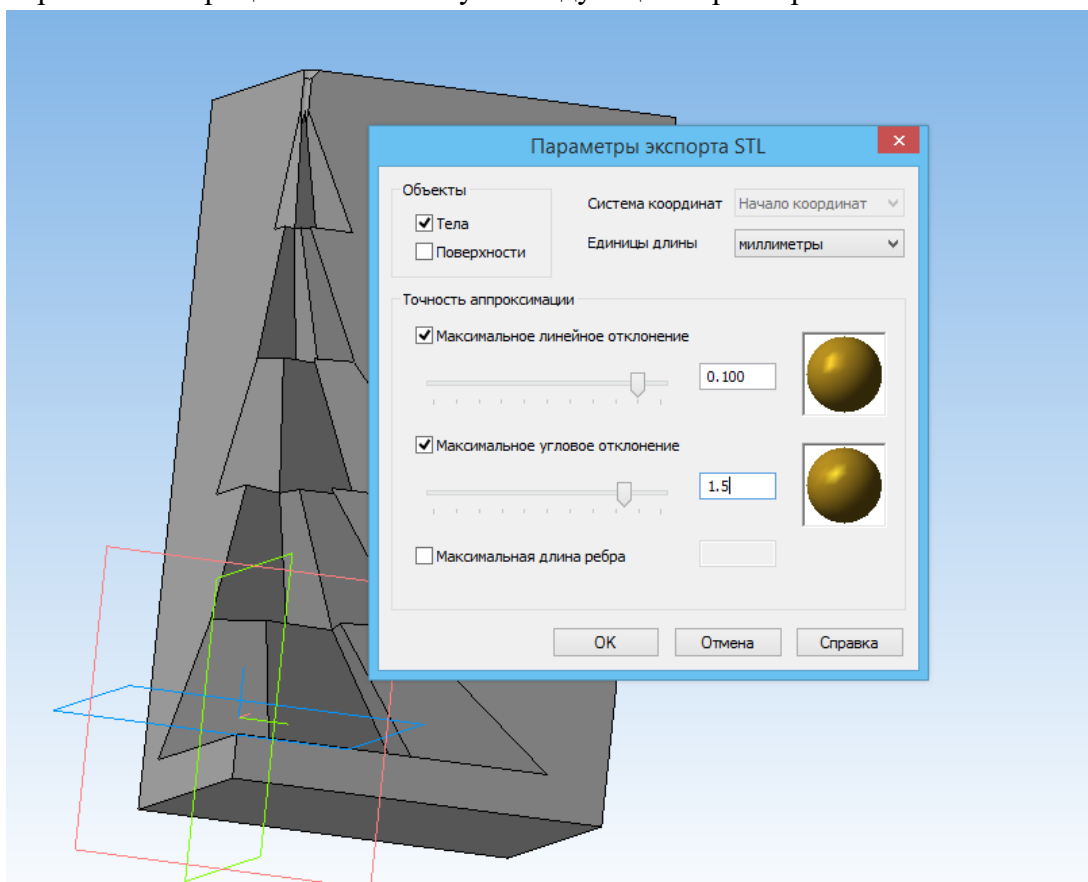 Параметры экспорта STL
Объекты
Тела
Поверхности
Система координат Начало координат
Единицы длины миллиметры
Точность аппроксимации
Максимальное линейное отклонение
0.100
Максимальное угловое отклонение
1.5
Максимальная длина ребра
OK Отмена Справка